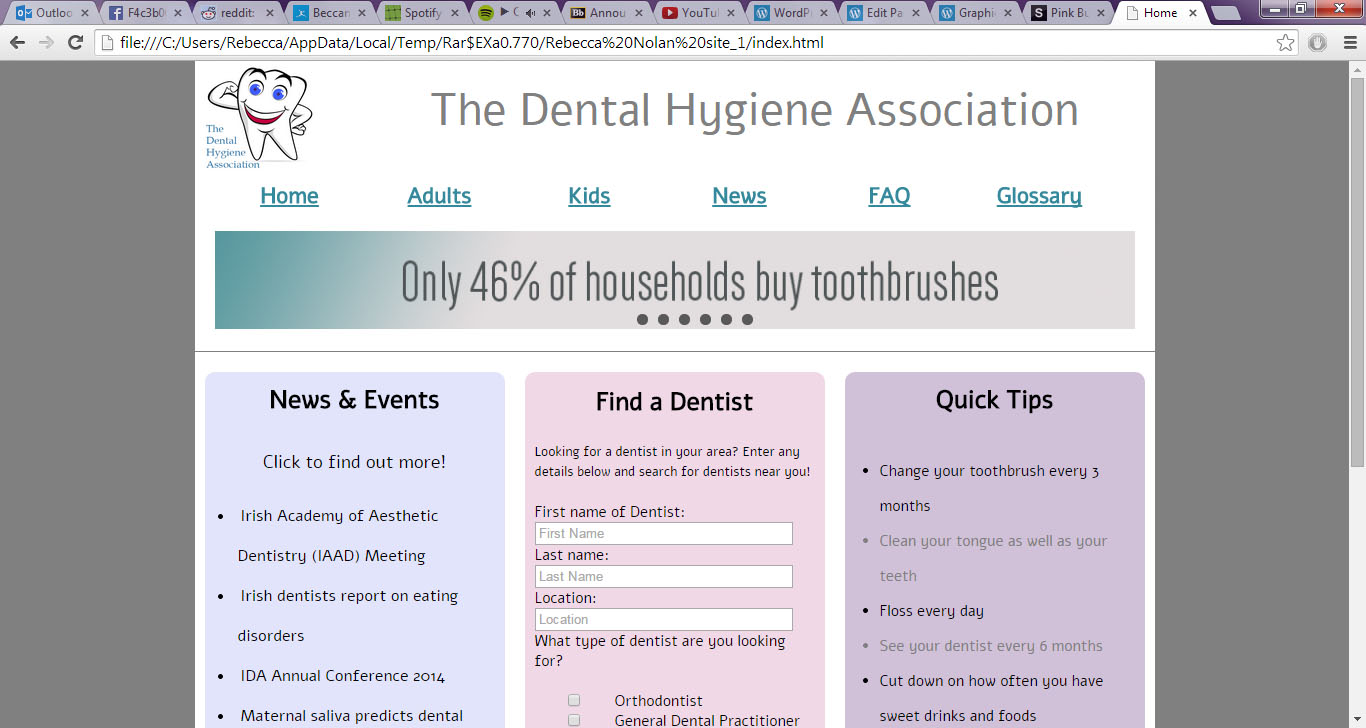 Outloo
F4c3b0
reddit:
Beccan
Spotify
Annou
YouTu
WordP
Edit Pa
Graphi
Pink Bu
Home
file:///C:/Users/Rebecca/AppData/Local/Temp/Rar$EXa0.770/Rebecca%20Nolan%20site_1/index.html
The
Dental
Hygiene
Association
The Dental Hygiene Association
Home Adults Kids News FAQ Glossary
Only 46% of households buy toothbrushes
News & Events
Click to find out more!
• Irish Academy of Aesthetic
Dentistry (IAAD) Meeting
• Irish dentists report on eating
disorders
• IDA Annual Conference 2014
• Maternal saliva predicts dental
Find a Dentist
Looking for a dentist in your area? Enter any
details below and search for dentists near you!
First name of Dentist:
First Name
Last name:
Last Name
Location:
Location
What type of dentist are you looking
for?
Orthodontist
General Dental Practitioner
Quick Tips
• Change your toothbrush every 3
months
• Clean your tongue as well as your
teeth
• Floss every day
• See your dentist every 6 months
• Cut down on how often you have
sweet drinks and foods